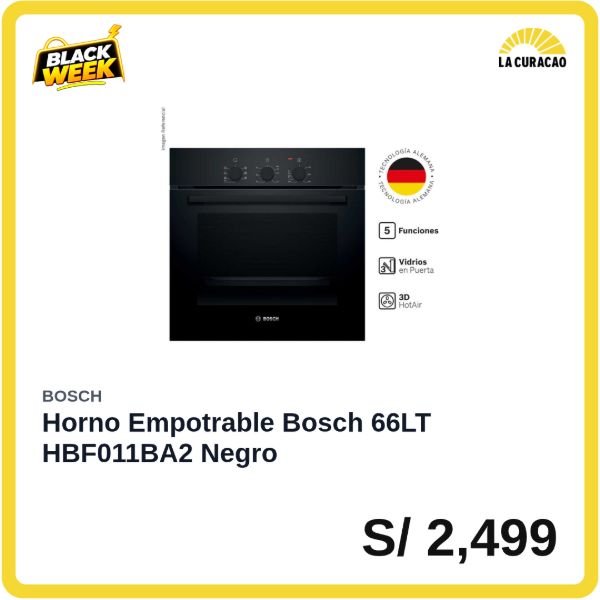 BLACK
WEEK
LA CURACAO
Imagen Referencial
TECNOLOGÍA ALEMANA
TECNOLOGÍA ALEMANA
5 Funciones
3 Vidrios
en Puerta
3D
HotAir
BOSCH
BOSCH
Horno Empotrable Bosch 66LT
HBF011BA2 Negro
S/ 2,499